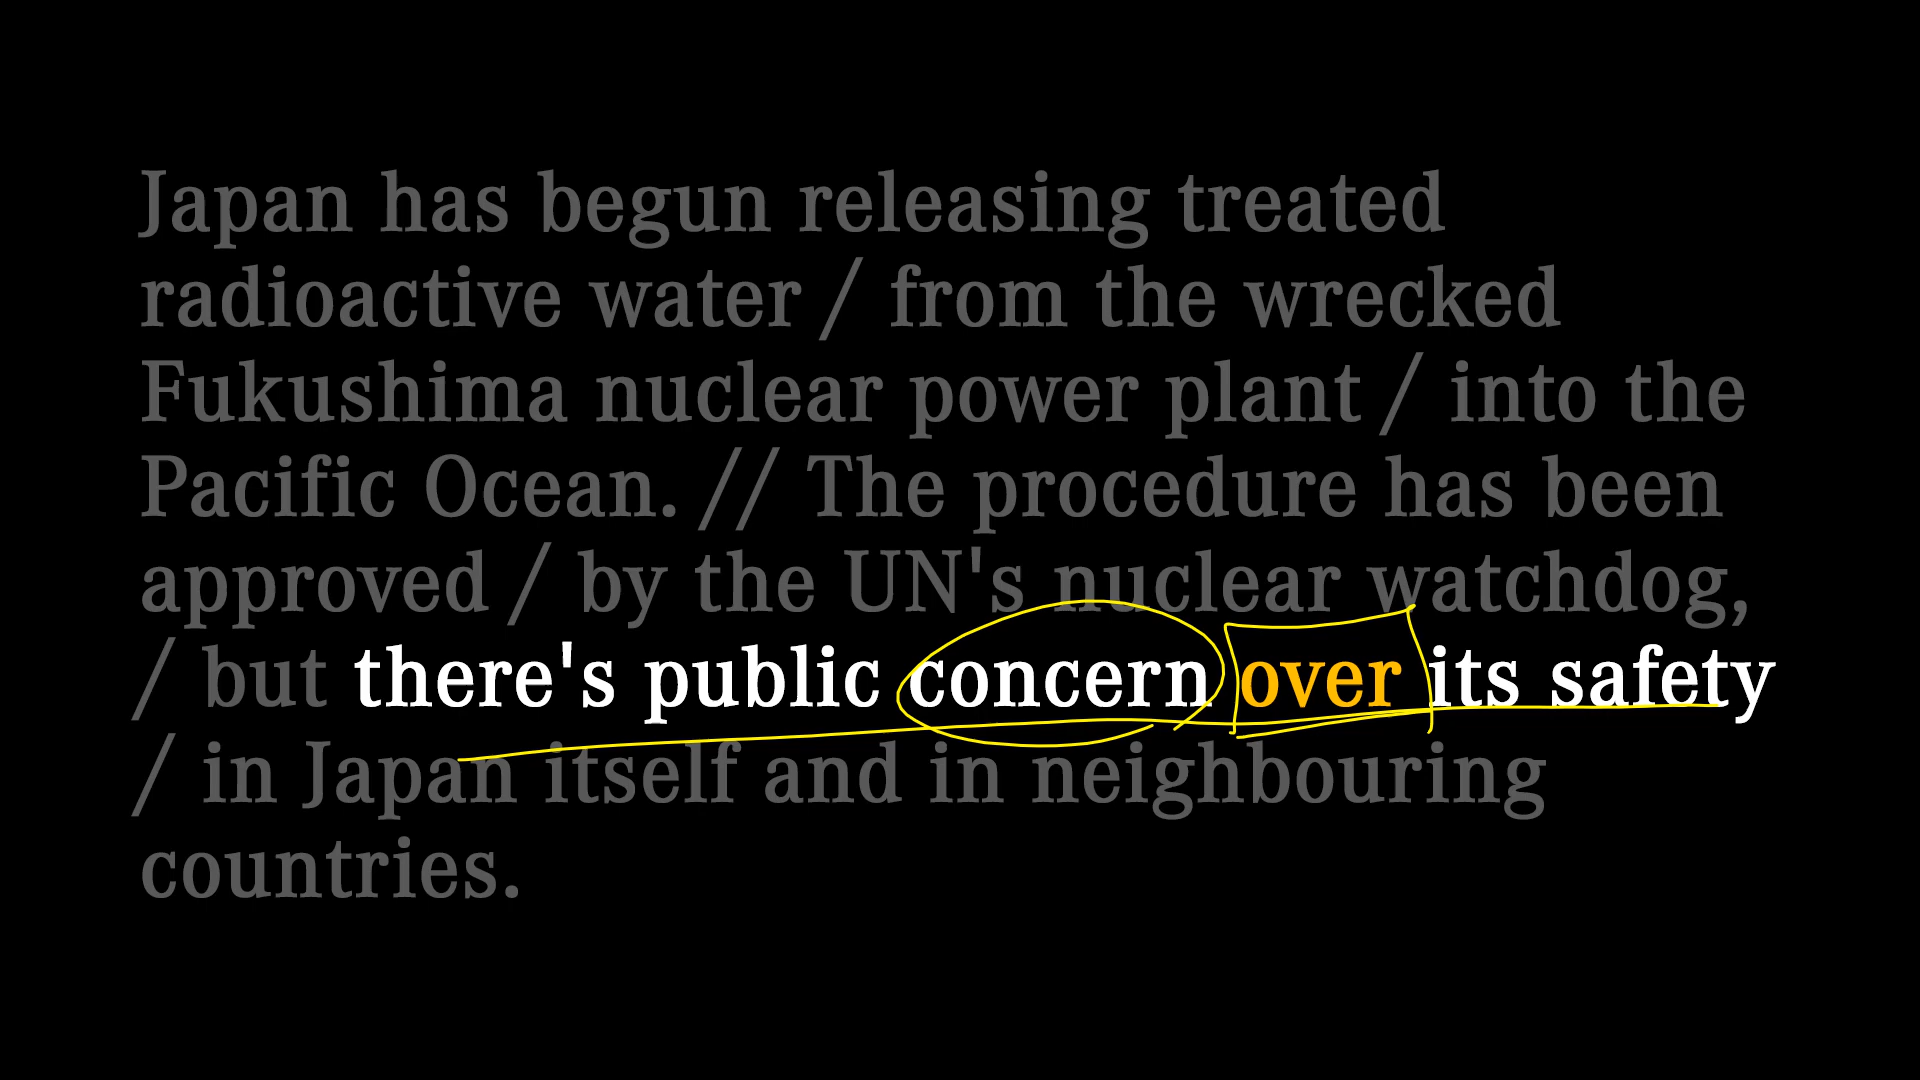 Japan has begun releasing treated
radioactive water / from the wrecked
Fukushima nuclear power plant / into the
Pacific Ocean. // The procedure has been
approved / by the UN's nuclear watchdog,
/ but there's public concern over its safety
/ in Japan itself and in neighbouring
countries.